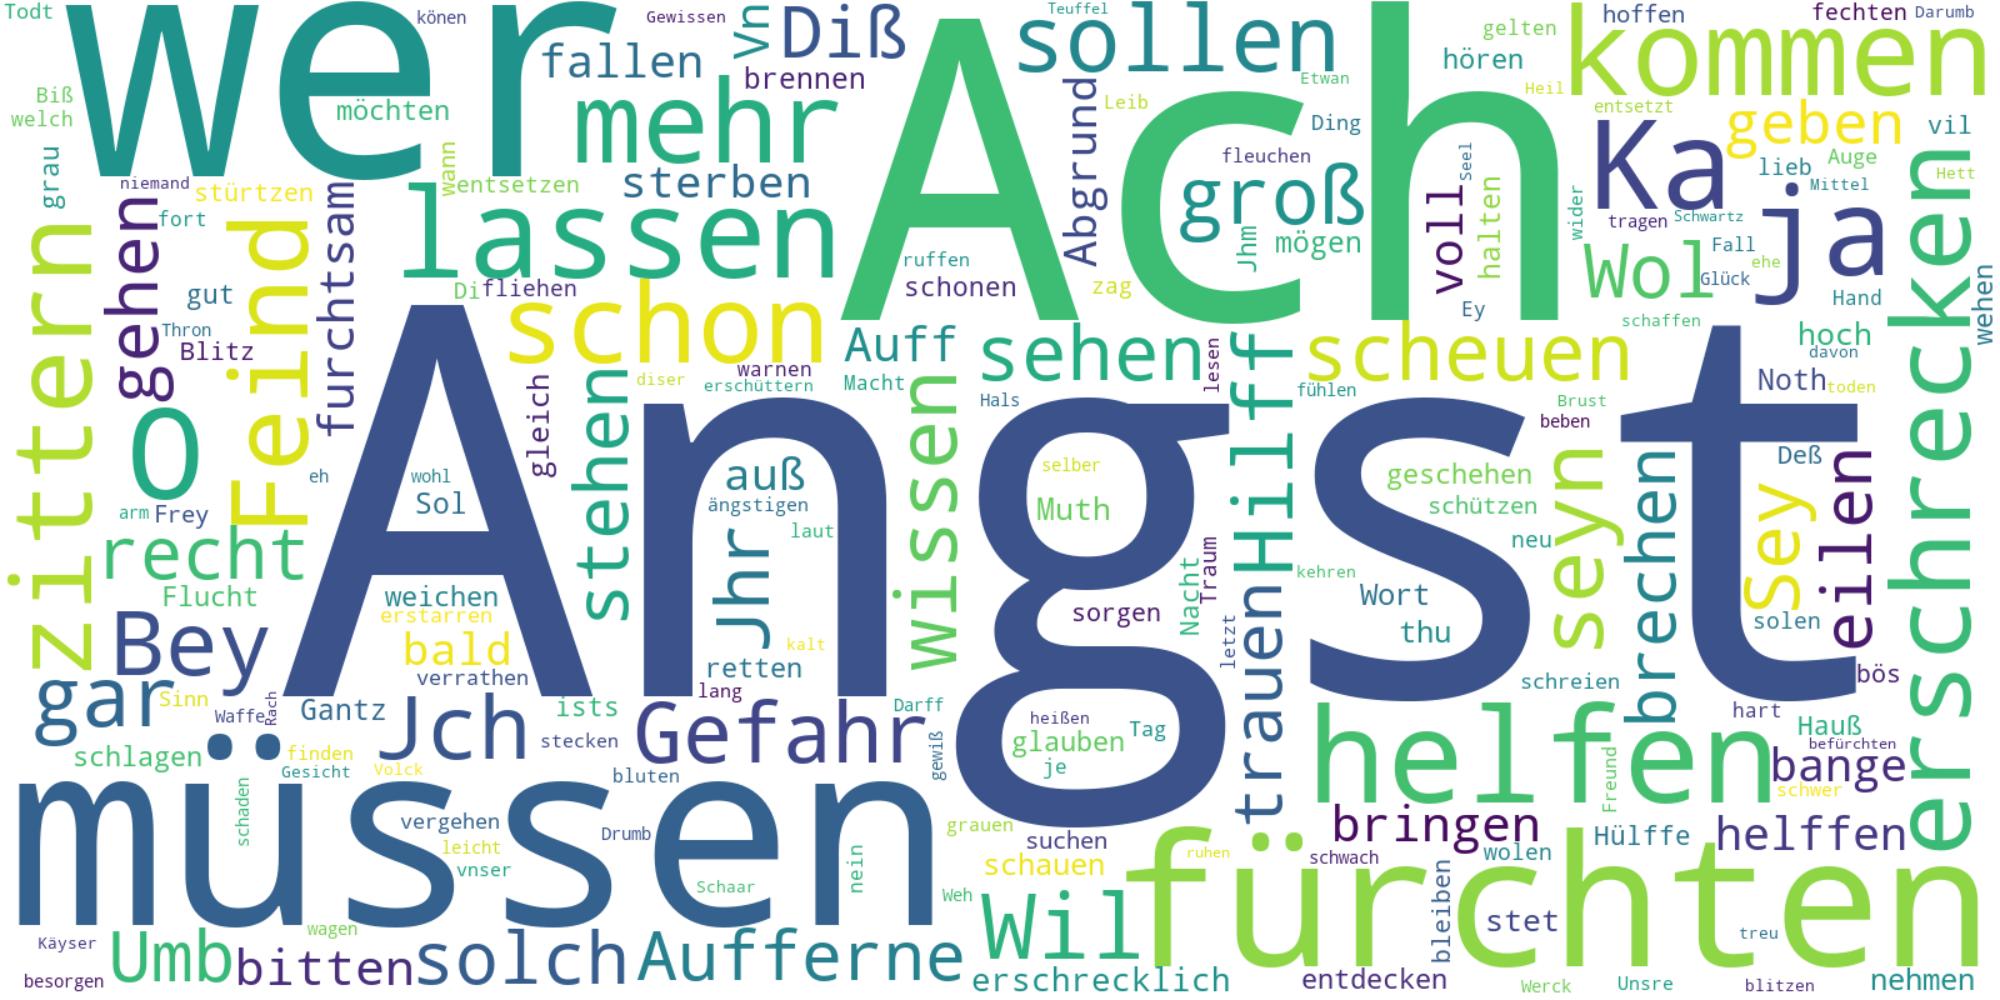 Todt
wer
könen
Gewissen
Vn
Diß
Teuffel
sollen
gelten
hoffen
fechten
Darumb
fallen
brennen
Ach
hören
kommen
Etwan
Biß
welch
möchten
mehr
Abgrund
Leib
Heil
entsetzt
Ding
Ka
geben
vil
grau
niemand
stürtzen
wann
entsetzen
sterben
fleuchen
groß
seel
voll
halten
wider
lieb
Auge
Mittel
Hett
zittern
gehen
fort
Feind
furchtsam
lassen
ruffen
schonen
zag
Jhm
mögen
Ey
tragen
Schwartz
Wol
Fall
ehe
Glück
ja
Hand
erschrecken
wehen
gut
Di
fliehen
schon
Thron
Blitz
Auff
sehen
lesen
Hilff
scheuen
schaffen
hoch
davon
warnen
diser
erschüttern
Macht
Hals
fühlen
Noth
toden
O
gleich
stehen
Angst
wissen
Brust
beben
eh
wohl
Sol
auß
ängstigen
selber
Muth
geschehen
schützen
seyn
brechen
Deß
Sey
eilen
arm
Frey
recht
laut
Jhr
Nacht
Traum
neu
kehren
Flucht
weichen
erstarren
sorgen
trauen
Wort
thu
solen
Bey
bald
verrathen
kalt
retten
lang
letzt
schreien
bös
gar
Sinn
Waffe
Rach
Gantz
Jch
ists
stecken
Gefahr
Darff
heißen
glauben
Tag
je
gewiß
helfen
hart
Hauß
befürchten
bange
schwer
schlagen
finden
Gesicht
Volck
bluten
Freund
müssen
schaden
vergehen
leicht
vnser
Drumb
Schaar
nein
grauen
suchen
schauen
bringen
schwach
ruhen
Hülffe
helffen
wolen
fürchten
Weh
Wil
bleiben
stet
treu
Käyser
besorgen
Umb
wagen
bitten
solch
Aufferne
erschrecklich
entdecken
Werck
Unsre
blitzen
nehmen